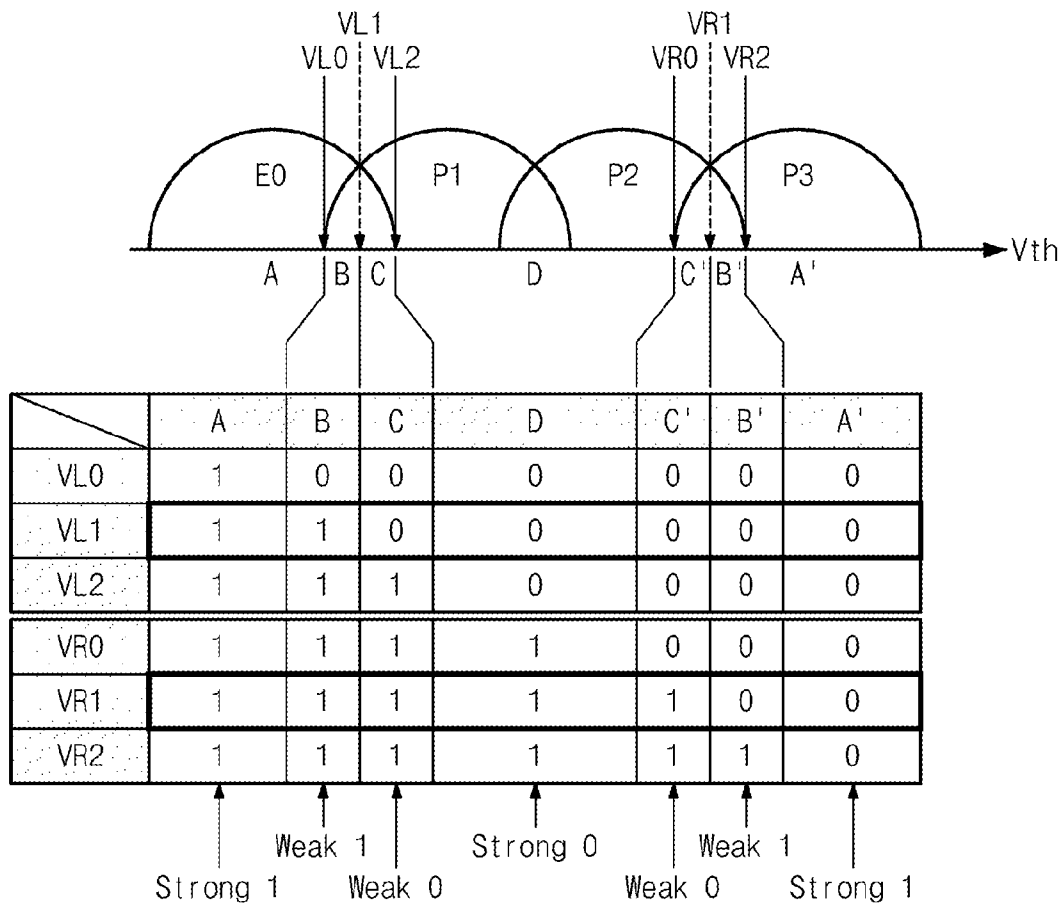 VL1 VR1
VL0 VL2 VR0 VR2
E0 P1 P2 P3
Vth
A B C D C' B' A'
A B C D C' B' A'
VL0 1 0 0 0 0 0 0
VL1 1 1 0 0 0 0 0
VL2 1 1 1 0 0 0 0
VR0 1 1 1 1 0 0 0
VR1 1 1 1 1 1 0 0
VR2 1 1 1 1 1 1 0
Weak 1 Strong 0 Weak 1
Strong 1 Weak 0 Weak 0 Strong 1